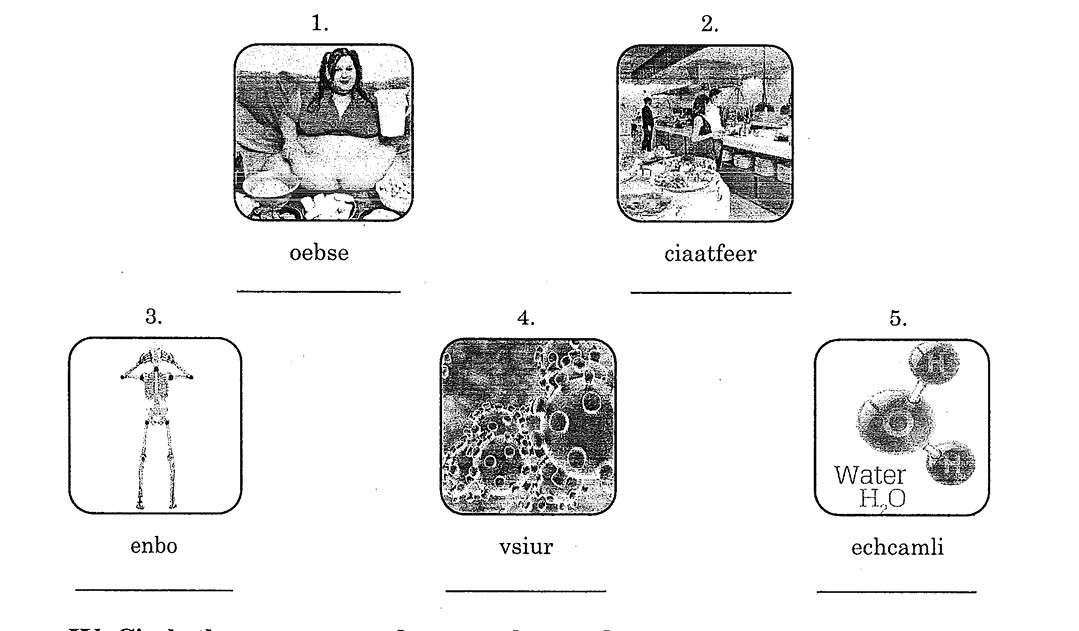 1.
2.
oebse
ciaatfeer
3.
4.
5.
H
O
H
Water
H₂O
enbo
vsiur
echcamli